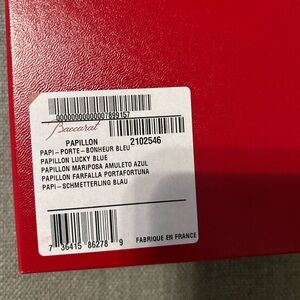 000000000007899157
Baccarat
PAPILLON 2102546
PAPI-PORTE-BONHEUR BLEU
PAPILLON LUCKY BLUE
PAPILLON MARIPOSA AMULETO AZUL
PAPILLON FARFALLA PORTAFORTUNA
PAPI-SCHMETTERLING BLAU
7 36415 86278 9
FABRIQUE EN FRANCE